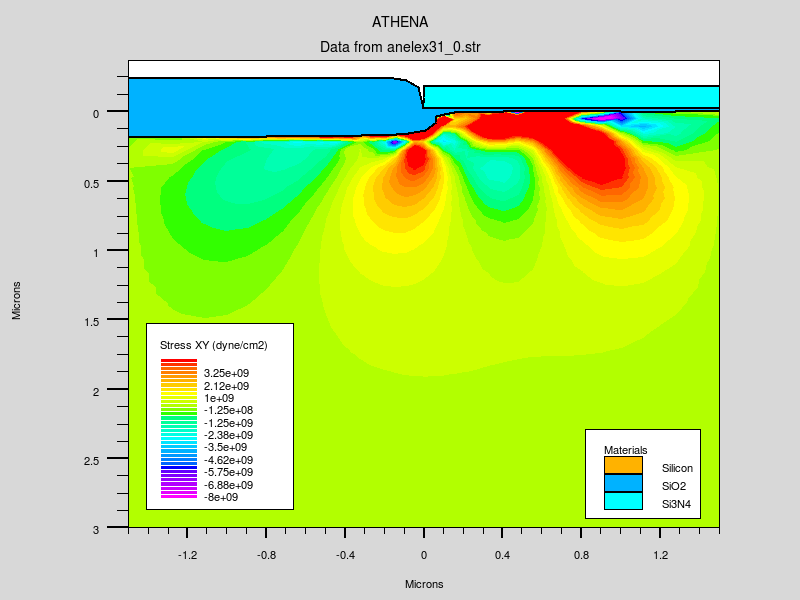 ATHENA
Data from anelex31_0.str
0
0.5
1
1.5
2
2.5
3
Microns
Stress XY (dyne/cm2)
3.25e+09
2.12e+09
1e+09
-1.25e+08
-1.25e+09
-2.38e+09
-3.5e+09
-4.62e+09
-5.75e+09
-6.88e+09
-8e+09
Materials
Silicon
SiO2
Si3N4
-1.2 -0.8 -0.4 0 0.4 0.8 1.2
Microns